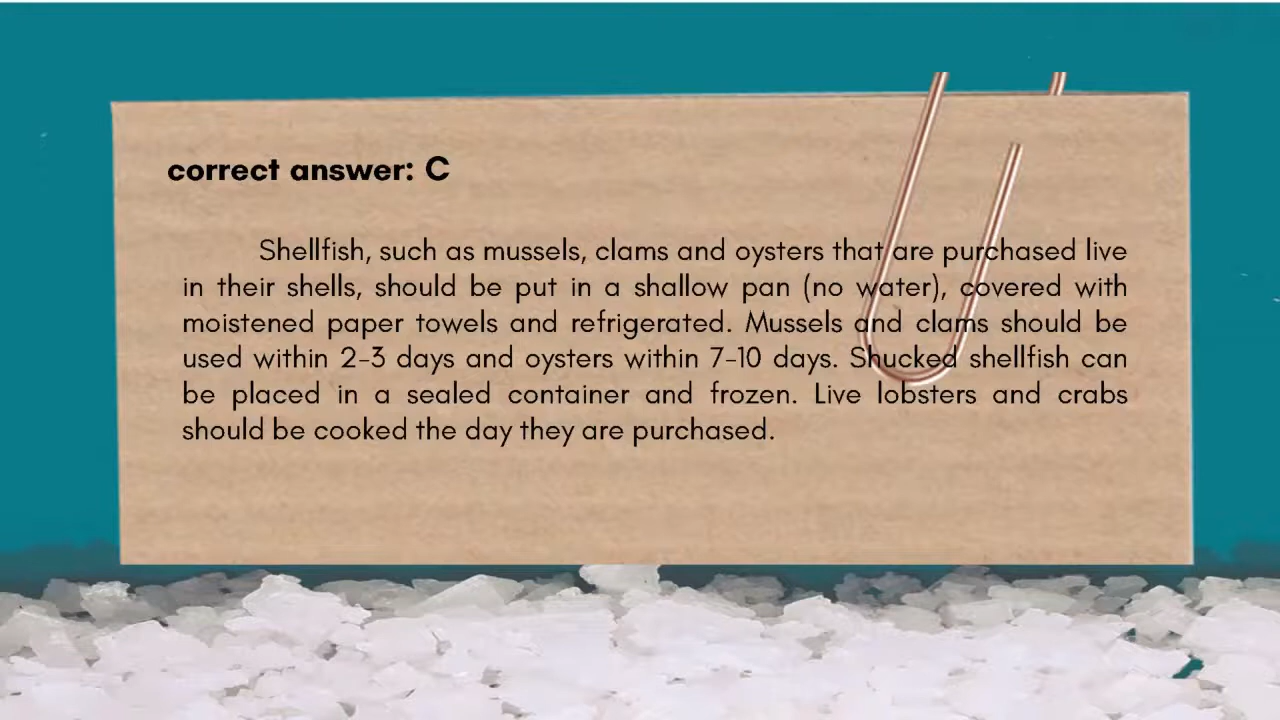 correct answer: C
Shellfish, such as mussels, clams and oysters that are purchased live
in their shells, should be put in a shallow pan (no water), covered with
moistened paper towels and refrigerated. Mussels and clams should be
used within 2-3 days and oysters within 7-10 days. Shucked shellfish can
be placed in a sealed container and frozen. Live lobsters and crabs
should be cooked the day they are purchased.